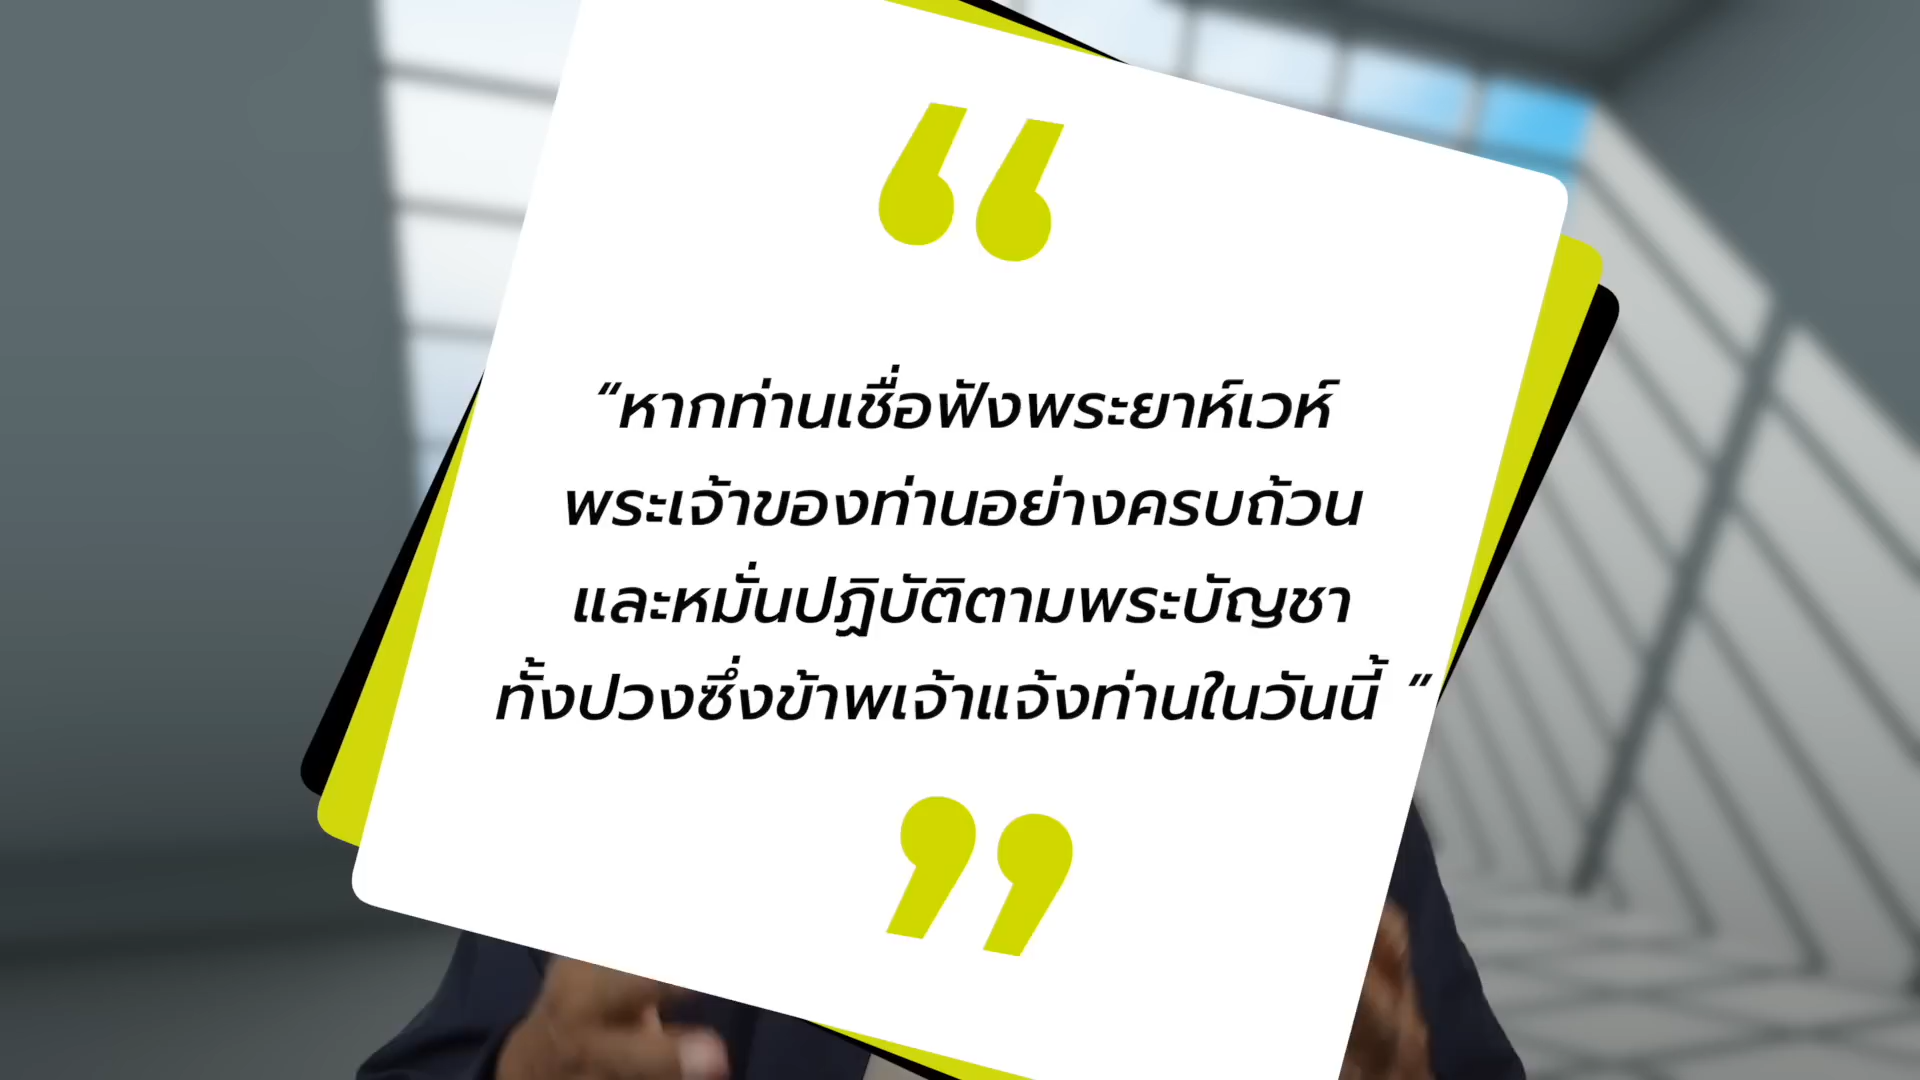 “
“หากท่านเชื่อฟังพระยาห์เวห์
พระเจ้าของท่านอย่างครบถ้วน
และหมั่นปฏิบัติตามพระบัญชา
ทั้งปวงซึ่งข้าพเจ้าแจ้งท่านในวันนี้ ”
”